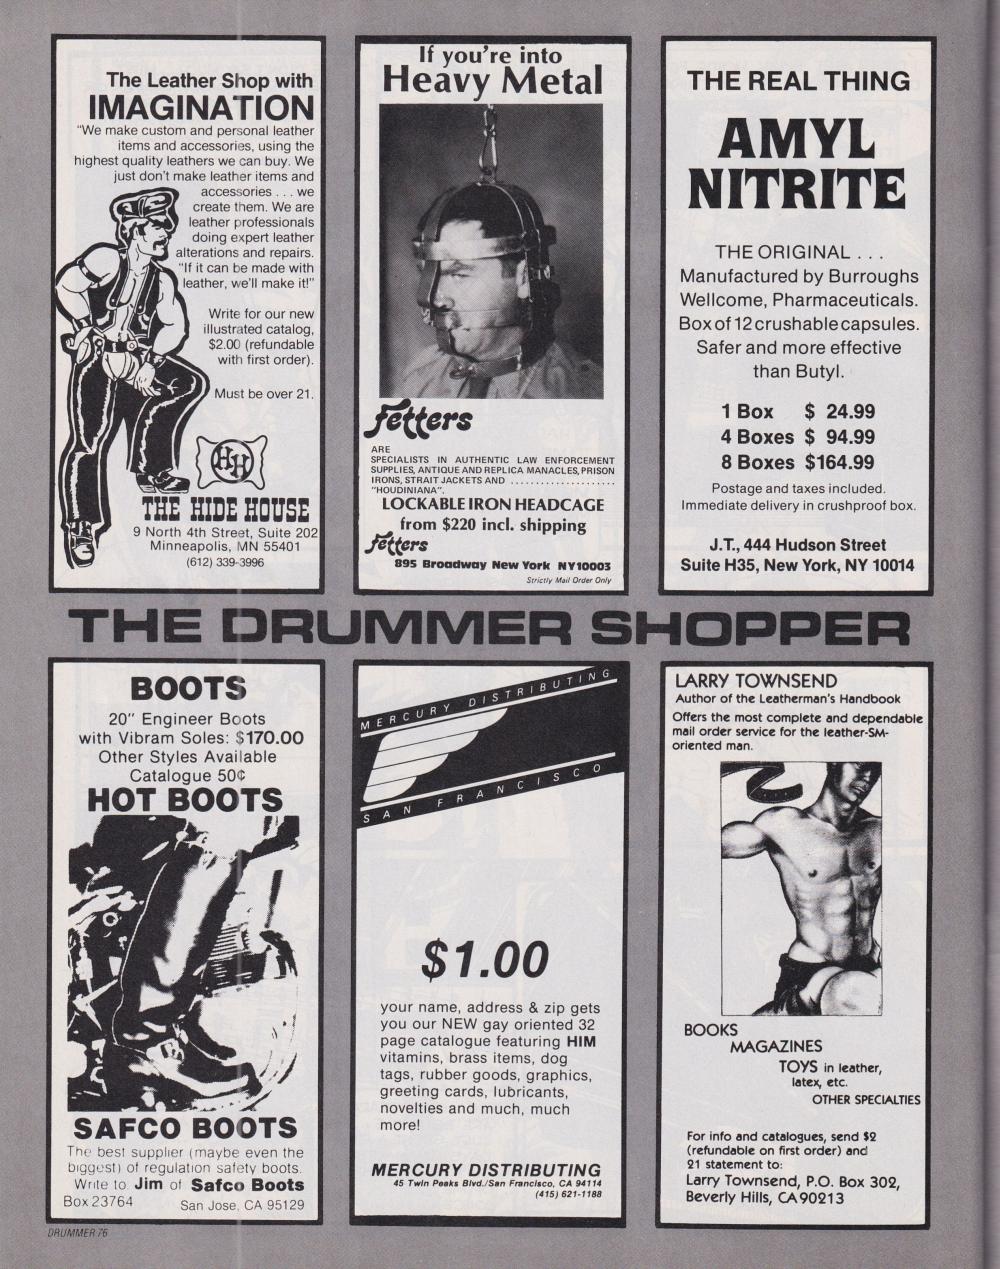 The Leather Shop with
IMAGINATION
"We make custom and personal leather
items and accessories, using the
highest quality leathers we can buy. We
just don't make leather items and
accessories . . . we
create them. We are
leather professionals
doing expert leather
alterations and repairs.
"If it can be made with
leather, we'll make it!"
Write for our new
illustrated catalog,
$2.00 (refundable
with first order).
Must be over 21.
HH
THE HIDE HOUSE
9 North 4th Street, Suite 202
Minneapolis, MN 55401
(612) 339-3996
If you're into
Heavy Metal
Fetters
ARE
SPECIALISTS IN AUTHENTIC LAW ENFORCEMENT
SUPPLIES, ANTIQUE AND REPLICA MANACLES, PRISON
IRONS, STRAIT JACKETS AND ....................
"HOUDINIANA".
LOCKABLE IRON HEADCAGE
from $220 incl. shipping
Fetters
895 Broadway New York NY10003
Strictly Mail Order Only
THE REAL THING
AMYL
NITRITE
THE ORIGINAL . . .
Manufactured by Burroughs
Wellcome, Pharmaceuticals.
Box of 12 crushable capsules.
Safer and more effective
than Butyl.
1 Box $ 24.99
4 Boxes $ 94.99
8 Boxes $164.99
Postage and taxes included.
Immediate delivery in crushproof box.
J.T., 444 Hudson Street
Suite H35, New York, NY 10014
THE DRUMMER SHOPPER
BOOTS
20" Engineer Boots
with Vibram Soles: $170.00
Other Styles Available
Catalogue 50¢
HOT BOOTS
SAFCO BOOTS
The best supplier (maybe even the
biggest) of regulation safety boots.
Write to Jim of Safco Boots
Box 23764 San Jose, CA 95129
MERCURY DISTRIBUTING
SAN FRANCISCO
$1.00
your name, address & zip gets
you our NEW gay oriented 32
page catalogue featuring HIM
vitamins, brass items, dog
tags, rubber goods, graphics,
greeting cards, lubricants,
novelties and much, much
more!
MERCURY DISTRIBUTING
45 Twin Peaks Blvd./San Francisco, CA 94114
(415) 621-1188
LARRY TOWNSEND
Author of the Leatherman's Handbook
Offers the most complete and dependable
mail order service for the leather-SM-
oriented man.
BOOKS
MAGAZINES
TOYS in leather,
latex, etc.
OTHER SPECIALTIES
For info and catalogues, send $2
(refundable on first order) and
21 statement to:
Larry Townsend, P.O. Box 302,
Beverly Hills, CA 90213
DRUMMER 76